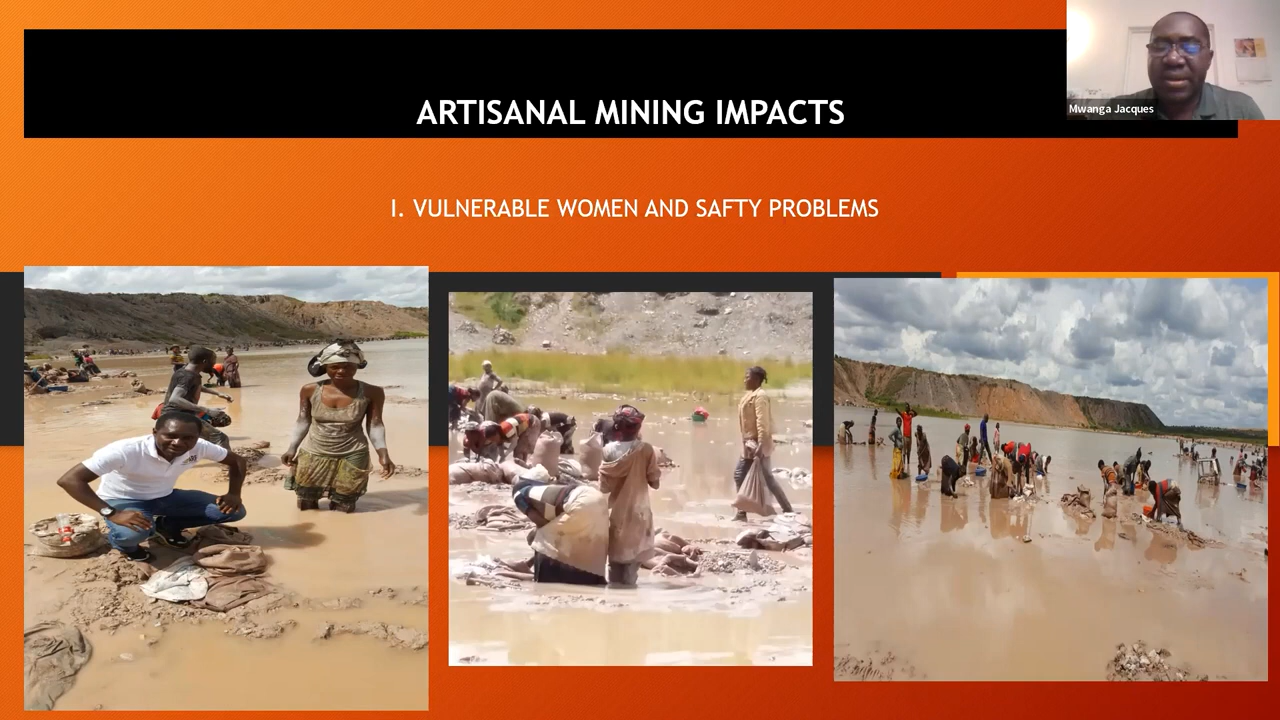 ARTISANAL MINING IMPACTS
Mwanga Jacques
I. VULNERABLE WOMEN AND SAFTY PROBLEMS